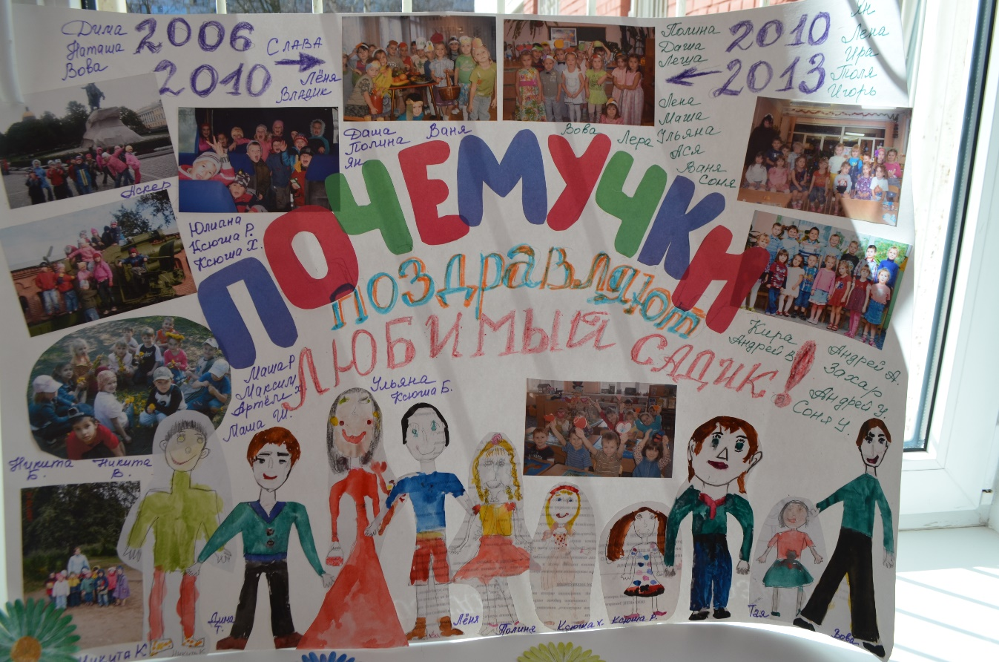 Дима
Наташа
Вова
2006
2010
Слава
Лёня
Владик
Полина
Даша
Леша
2010
2013
Ян
Лена
Ира
Толя
Игорь
Даша
Полина
Ян
Ваня
Вова
Лера
Лена
Маша
Ульяна
Ася
Ваня
Соня
Аскер
Юлиана
Ксюша Р.
Ксюша Х.
ПОЧЕМУЧКИ
ПОЗДРАВЛЯЮТ
ЛЮБИМЫЙ САДИК!
Маша Р
Максим
Артём Х
Маша Ш.
Ульяна
Ксюша Б.
Кира
Андрей В.
Андрей А.
Захар
Андрей У.
Соня У.
Никита
Б.
Никита
В.
Никита К
Дима
Т.
Лёня
Полина
Ксюша Х.
Ксюша Р.
Тая
Вова